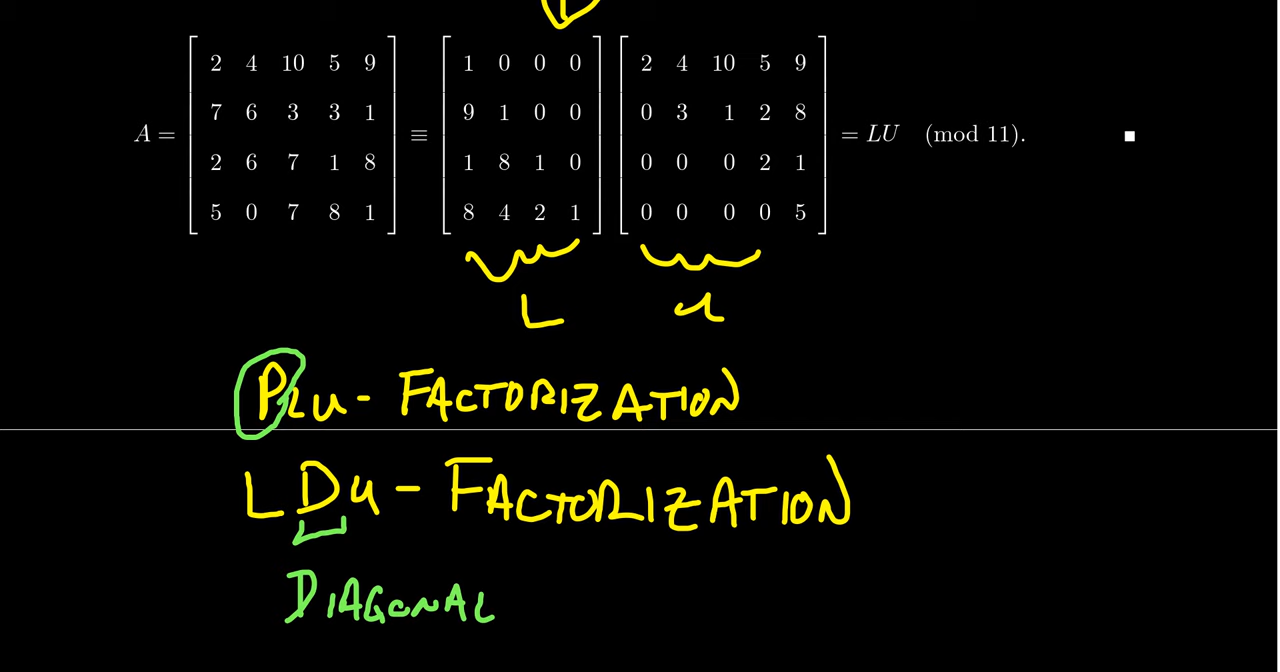 A = [ 2 4 10 5 9 ] ≡ [ 1 0 0 0 ] [ 2 4 10 5 9 ] = LU (mod 11). ■
[ 7 6 3 3 1 ] [ 9 1 0 0 ] [ 0 3 1 2 8 ]
[ 2 6 7 1 8 ] [ 1 8 1 0 ] [ 0 0 0 2 1 ]
[ 5 0 7 8 1 ] [ 8 4 2 1 ] [ 0 0 0 0 5 ]
L u
PLU - FACTORIZATION
LDU - FACTORIZATION
DIAGONAL